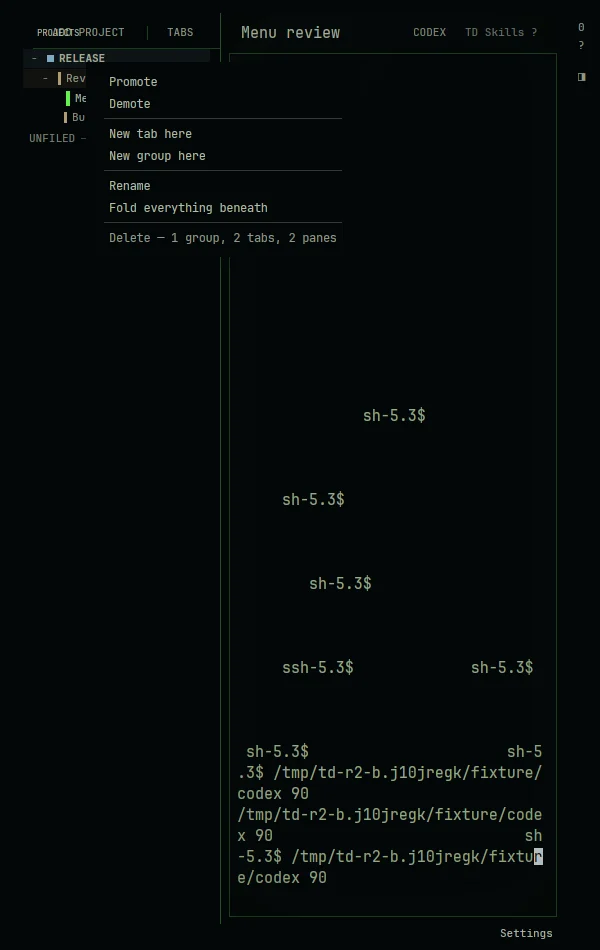 PROJECTS
TABS
Menu review
CODEX
TD Skills ?
0
?
- RELEASE
- Rev
Me
Bu
UNFILED -
Promote
Demote
New tab here
New group here
Rename
Fold everything beneath
Delete — 1 group, 2 tabs, 2 panes
sh-5.3$
sh-5.3$
sh-5.3$
ssh-5.3$ sh-5.3$
sh-5.3$ sh-5
.3$ /tmp/td-r2-b.j10jregk/fixture/
codex 90
/tmp/td-r2-b.j10jregk/fixture/code
x 90 sh
-5.3$ /tmp/td-r2-b.j10jregk/fixtur
e/codex 90
Settings